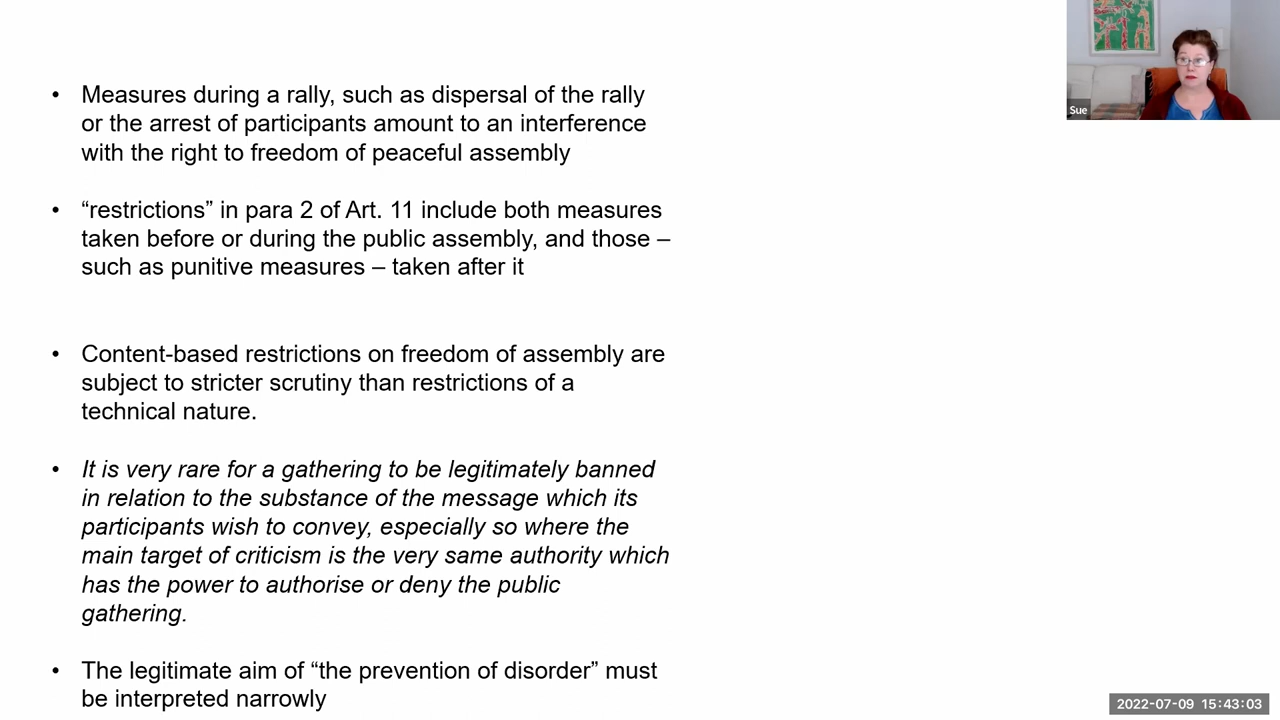 • Measures during a rally, such as dispersal of the rally
or the arrest of participants amount to an interference
with the right to freedom of peaceful assembly
• “restrictions” in para 2 of Art. 11 include both measures
taken before or during the public assembly, and those –
such as punitive measures – taken after it
• Content-based restrictions on freedom of assembly are
subject to stricter scrutiny than restrictions of a
technical nature.
• It is very rare for a gathering to be legitimately banned
in relation to the substance of the message which its
participants wish to convey, especially so where the
main target of criticism is the very same authority which
has the power to authorise or deny the public
gathering.
• The legitimate aim of “the prevention of disorder” must
be interpreted narrowly
Sue
2022-07-09 15:43:03